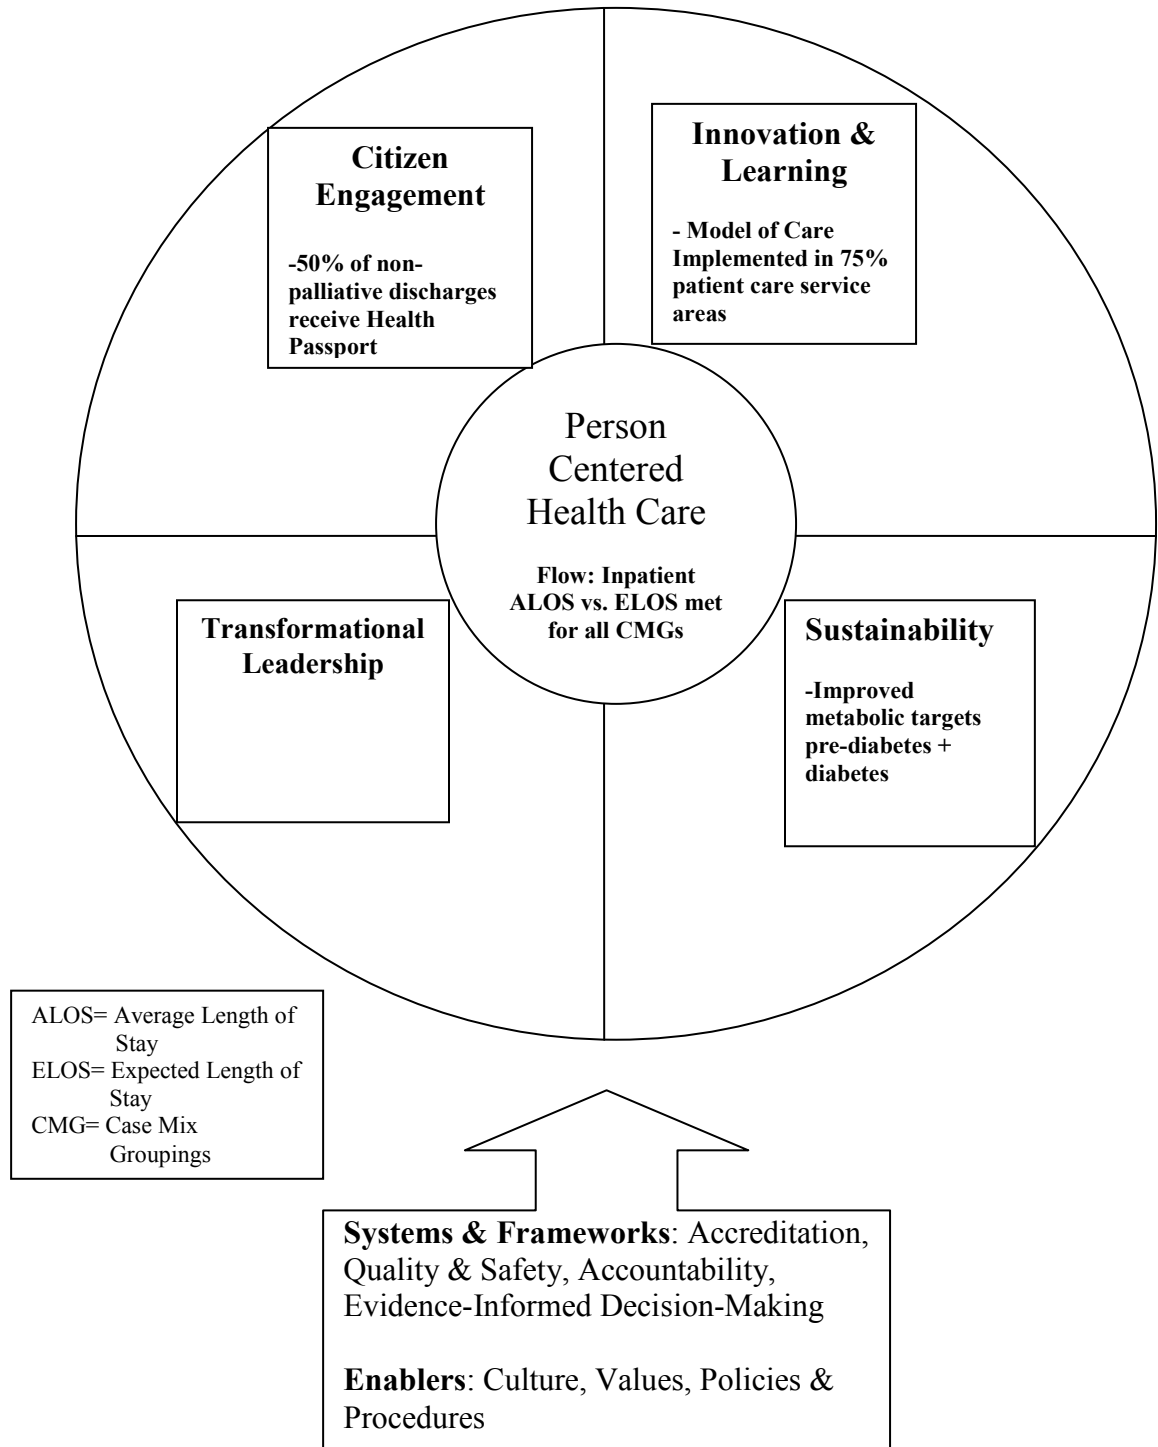 Citizen
Engagement
-50% of non-
palliative discharges
receive Health
Passport
Innovation &
Learning
- Model of Care
Implemented in 75%
patient care service
areas
Person
Centered
Health Care
Flow: Inpatient
ALOS vs. ELOS met
for all CMGs
Transformational
Leadership
Sustainability
-Improved
metabolic targets
pre-diabetes +
diabetes
ALOS= Average Length of
Stay
ELOS= Expected Length of
Stay
CMG= Case Mix
Groupings
Systems & Frameworks: Accreditation,
Quality & Safety, Accountability,
Evidence-Informed Decision-Making
Enablers: Culture, Values, Policies &
Procedures